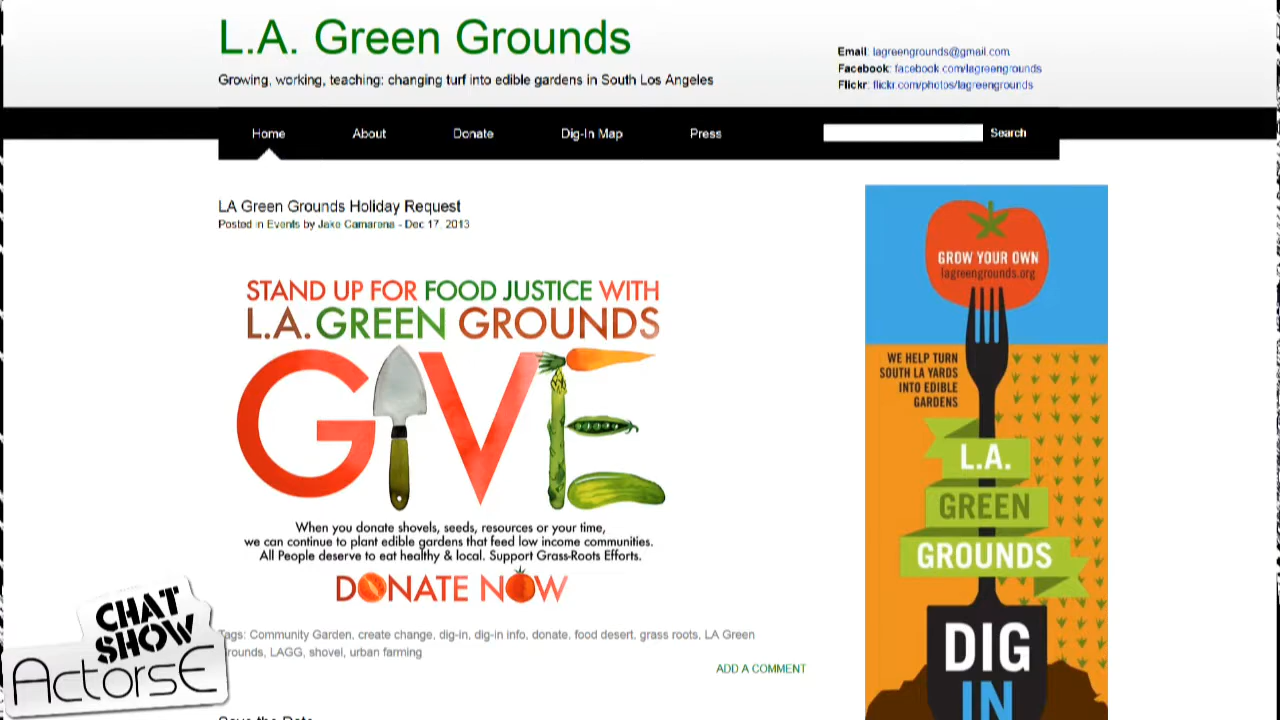 L.A. Green Grounds
Growing, working, teaching: changing turf into edible gardens in South Los Angeles
Email: lagreengrounds@gmail.com
Facebook: facebook.com/lagreengrounds
Flickr: flickr.com/photos/lagreengrounds
Home About Donate Dig-In Map Press Search
LA Green Grounds Holiday Request
Posted in Events by Jake Camarena - Dec 17, 2013
STAND UP FOR FOOD JUSTICE WITH
L.A. GREEN GROUNDS
GIVE
When you donate shovels, seeds, resources or your time,
we can continue to plant edible gardens that feed low income communities.
All People deserve to eat healthy & local. Support Grass-Roots Efforts.
DONATE NOW
Tags: Community Garden, create change, dig-in, dig-in info, donate, food desert, grass roots, LA Green
Grounds, LAGG, shovel, urban farming
ADD A COMMENT
Save the Date
GROW YOUR OWN
lagreengrounds.org
WE HELP TURN
SOUTH LA YARDS
INTO EDIBLE
GARDENS
L.A.
GREEN
GROUNDS
DIG
IN
CHAT
SHOW
ActorsE